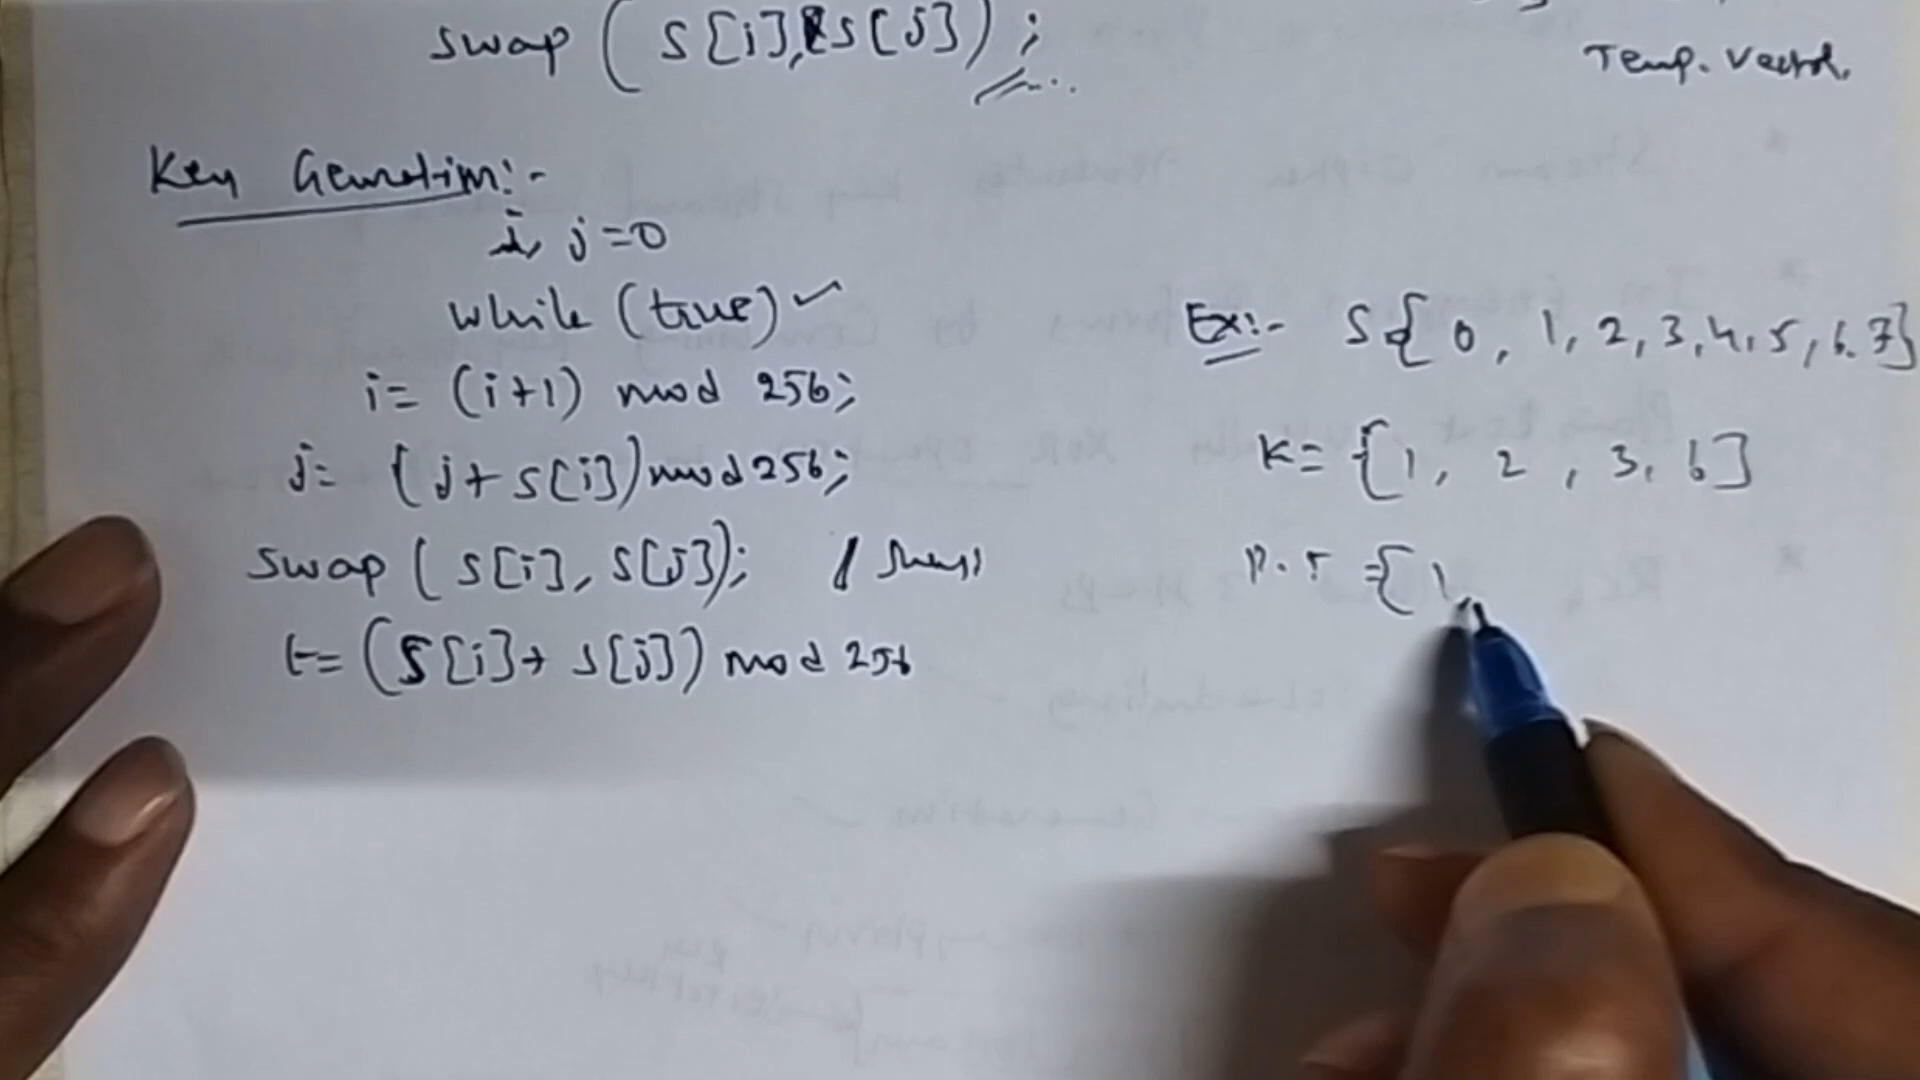 swap ( S[i], S[j]) ;
Temp. Vector.
Key Generation:-
i, j=0
while (true)
i= (i+1) mod 256;
j= (j+ S[i]) mod 256;
swap ( S[i], S[j]);
t= (S[i]+ S[j]) mod 256
Ex:- S{ 0, 1, 2, 3, 4, 5, 6, 7}
K= {1, 2, 3, 6}
P.T ={ 1,